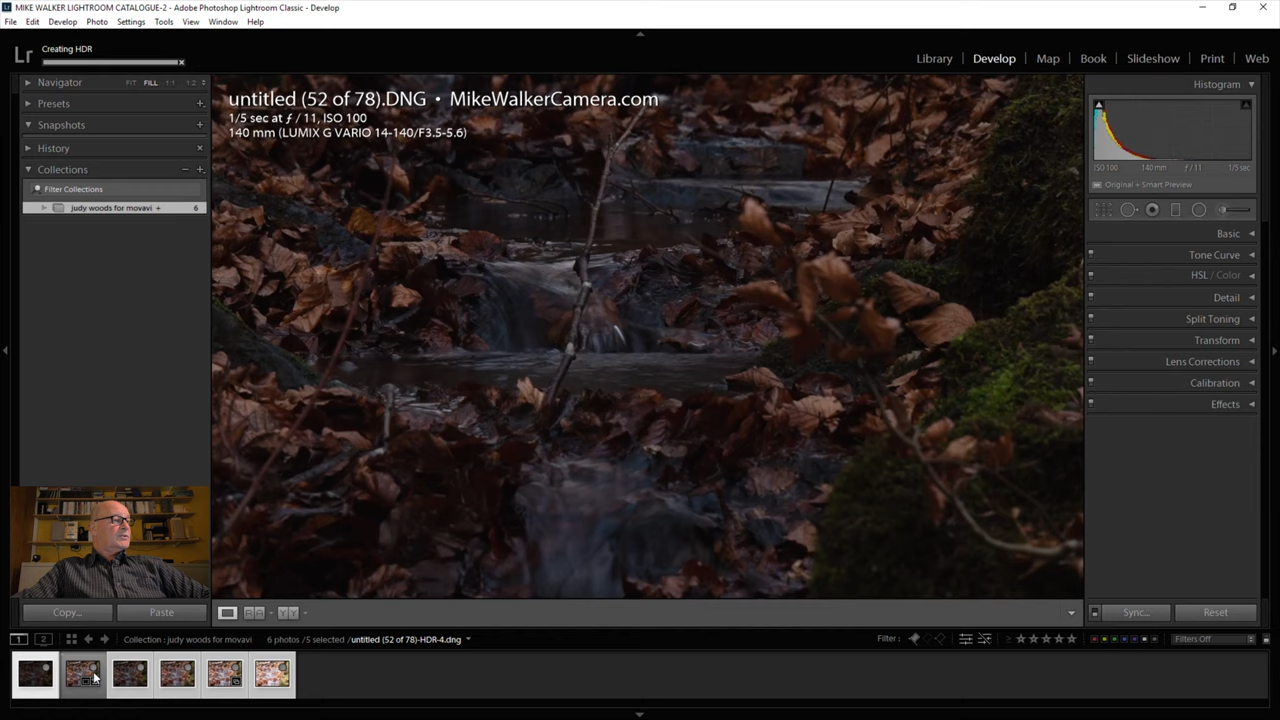 MIKE WALKER LIGHTROOM CATALOGUE-2 - Adobe Photoshop Lightroom Classic - Develop
File Edit Develop Photo Settings Tools View Window Help
Lr Creating HDR
Library Develop Map Book Slideshow Print Web
Navigator FIT FILL 1:1 1:2
Presets
Snapshots
History
Collections
Filter Collections
judy woods for movavi + 6
Copy... Paste
untitled (52 of 78).DNG • MikeWalkerCamera.com
1/5 sec at ƒ / 11, ISO 100
140 mm (LUMIX G VARIO 14-140/F3.5-5.6)
Histogram
ISO 100 140 mm ƒ / 11 1/5 sec
Original + Smart Preview
Basic
Tone Curve
HSL / Color
Detail
Split Toning
Transform
Lens Corrections
Calibration
Effects
Sync... Reset
1 2 Collection : judy woods for movavi 6 photos /5 selected /untitled (52 of 78)-HDR-4.dng Filter : Filters Off